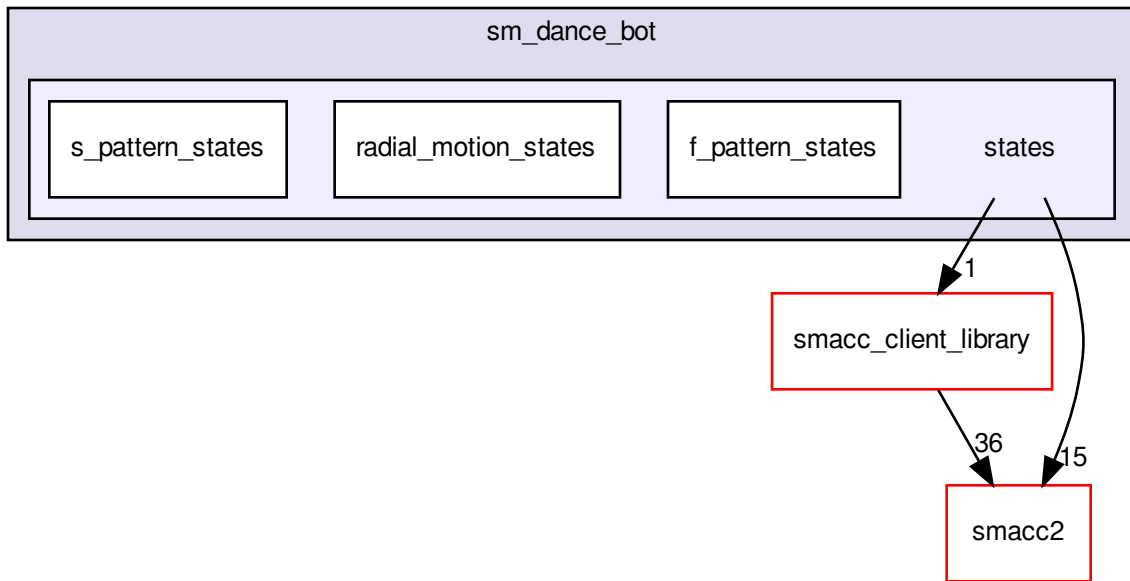 sm_dance_bot
s_pattern_states
radial_motion_states
f_pattern_states
states
1
smacc_client_library
36
15
smacc2